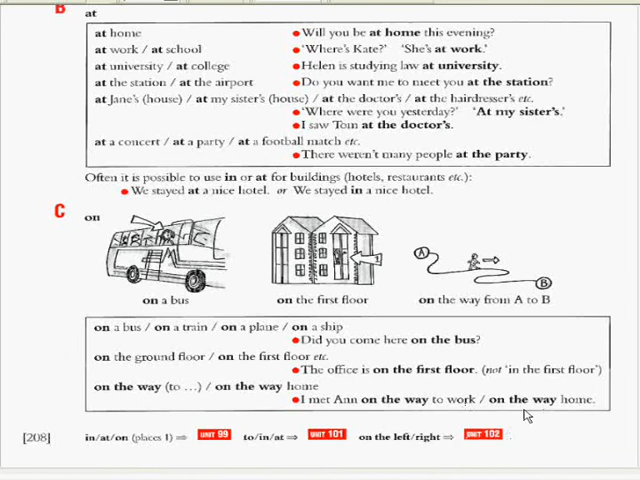 B
at
at home
• Will you be at home this evening?
at work / at school
• 'Where's Kate?' 'She's at work.'
at university / at college
• Helen is studying law at university.
at the station / at the airport
• Do you want me to meet you at the station?
at Jane's (house) / at my sister's (house) / at the doctor's / at the hairdresser's etc.
• 'Where were you yesterday?' 'At my sister's.'
• I saw Tom at the doctor's.
at a concert / at a party / at a football match etc.
• There weren't many people at the party.
Often it is possible to use in or at for buildings (hotels, restaurants etc.):
• We stayed at a nice hotel. or We stayed in a nice hotel.
C
on
A
B
on a bus
on the first floor
on the way from A to B
on a bus / on a train / on a plane / on a ship
• Did you come here on the bus?
on the ground floor / on the first floor etc.
• The office is on the first floor. (not 'in the first floor')
on the way (to ...) / on the way home
• I met Ann on the way to work / on the way home.
[208] in/at/on (places 1) ⇒ UNIT 99 to/in/at ⇒ UNIT 101 on the left/right ⇒ UNIT 102